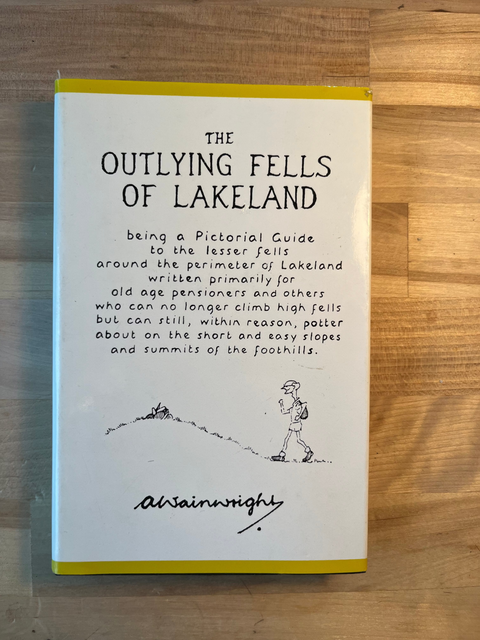 THE
OUTLYING FELLS
OF LAKELAND
being a Pictorial Guide
to the lesser fells
around the perimeter of Lakeland
written primarily for
old age pensioners and others
who can no longer climb high fells
but can still, within reason, potter
about on the short and easy slopes
and summits of the foothills.
awainwright